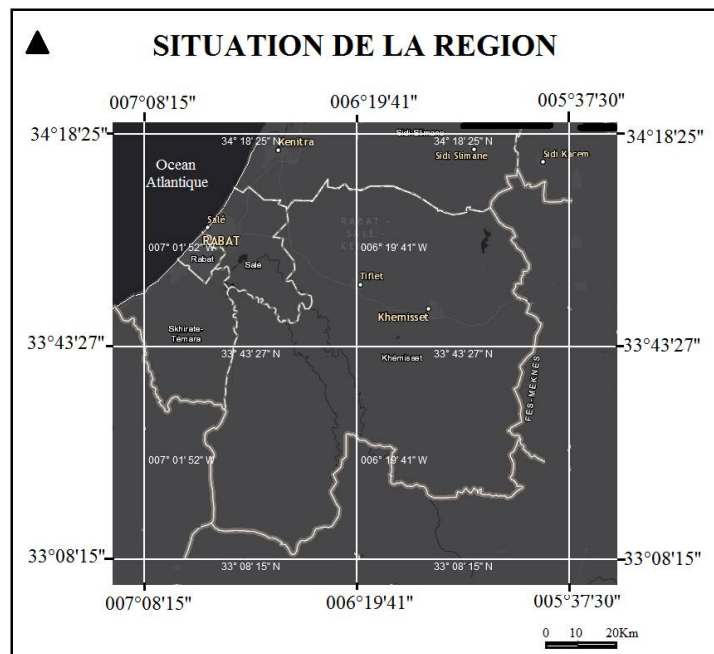 SITUATION DE LA REGION
007°08'15" 006°19'41" 005°37'30"
34°18'25" 34° 18' 25" N Sidi Slimane 34° 18' 25" N 34°18'25"
Kenitra Sidi Slimane Sidi Kacem
Ocean
Atlantique
Salé
RABAT
RABAT -
SALÉ -
007° 01' 52" W 006° 19' 41" W
Rabat Salé
Tiflet
Khemisset
Skhirate-
Témara
33°43'27" 33° 43' 27" N Khémisset 33° 43' 27" N 33°43'27"
FES-MEKNES
007° 01' 52" W 006° 19' 41" W
33°08'15" 33° 08' 15" N 33° 08' 15" N 33°08'15"
007°08'15" 006°19'41" 005°37'30"
0 10 20Km